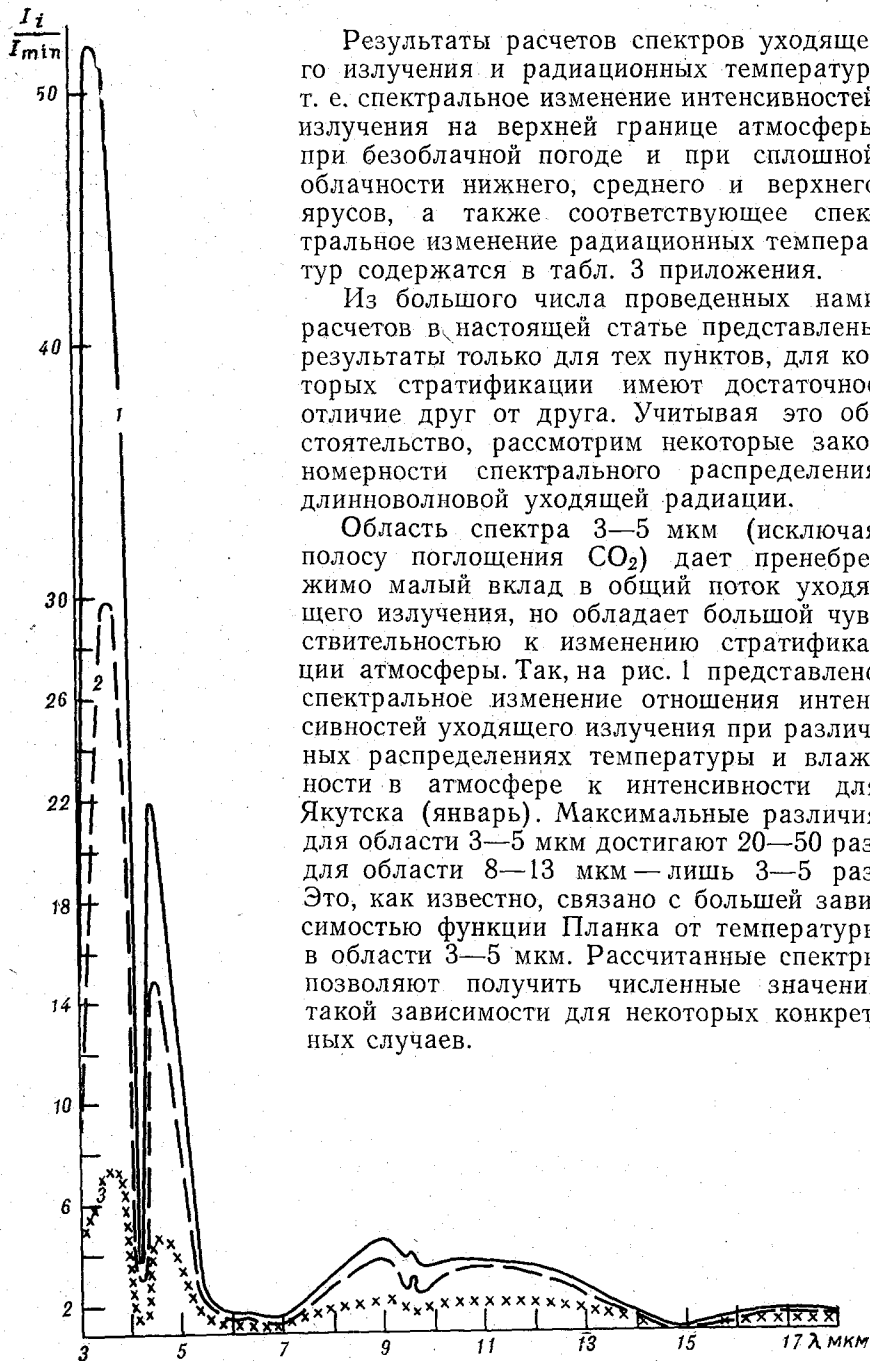 I i
I min
Результаты расчетов спектров уходяще
го излучения и радиационных температур
т. е. спектральное изменение интенсивностей
излучения на верхней границе атмосферы
при безоблачной погоде и при сплошной
облачности нижнего, среднего и верхнего
ярусов, а также соответствующее спек
тральное изменение радиационных темпера
тур содержатся в табл. 3 приложения.
Из большого числа проведенных нами
расчетов в настоящей статье представлены
результаты только для тех пунктов, для ко
торых стратификации имеют достаточное
отличие друг от друга. Учитывая это об
стоятельство, рассмотрим некоторые зако
номерности спектрального распределения
длинноволновой уходящей радиации.
Область спектра 3—5 мкм (исключая
полосу поглощения CO₂) дает пренебре
жимо малый вклад в общий поток уходя
щего излучения, но обладает большой чув
ствительностью к изменению стратифика
ции атмосферы. Так, на рис. 1 представлено
спектральное изменение отношения интен
сивностей уходящего излучения при различ
ных распределениях температуры и влаж
ности в атмосфере к интенсивности для
Якутска (январь). Максимальные различия
для области 3—5 мкм достигают 20—50 раз
для области 8—13 мкм — лишь 3—5 раз
Это, как известно, связано с большей зави
симостью функции Планка от температуры
в области 3—5 мкм. Рассчитанные спектры
позволяют получить численные значени
такой зависимости для некоторых конкрет
ных случаев.
50
40
30
26
22
18
14
10
6
2
1
2
3
3 5 7 9 11 13 15 17 λ мкм